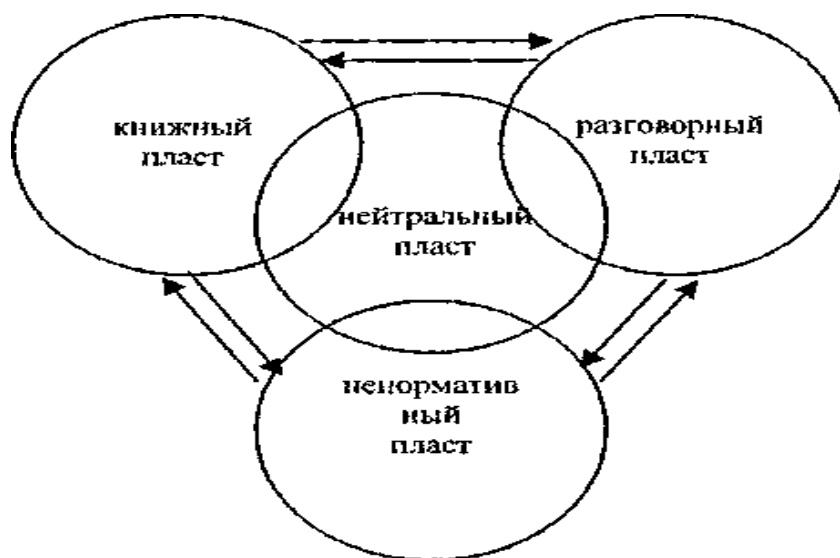 книжный
пласт
разговорный
пласт
нейтральный
пласт
ненорматив
ный
пласт